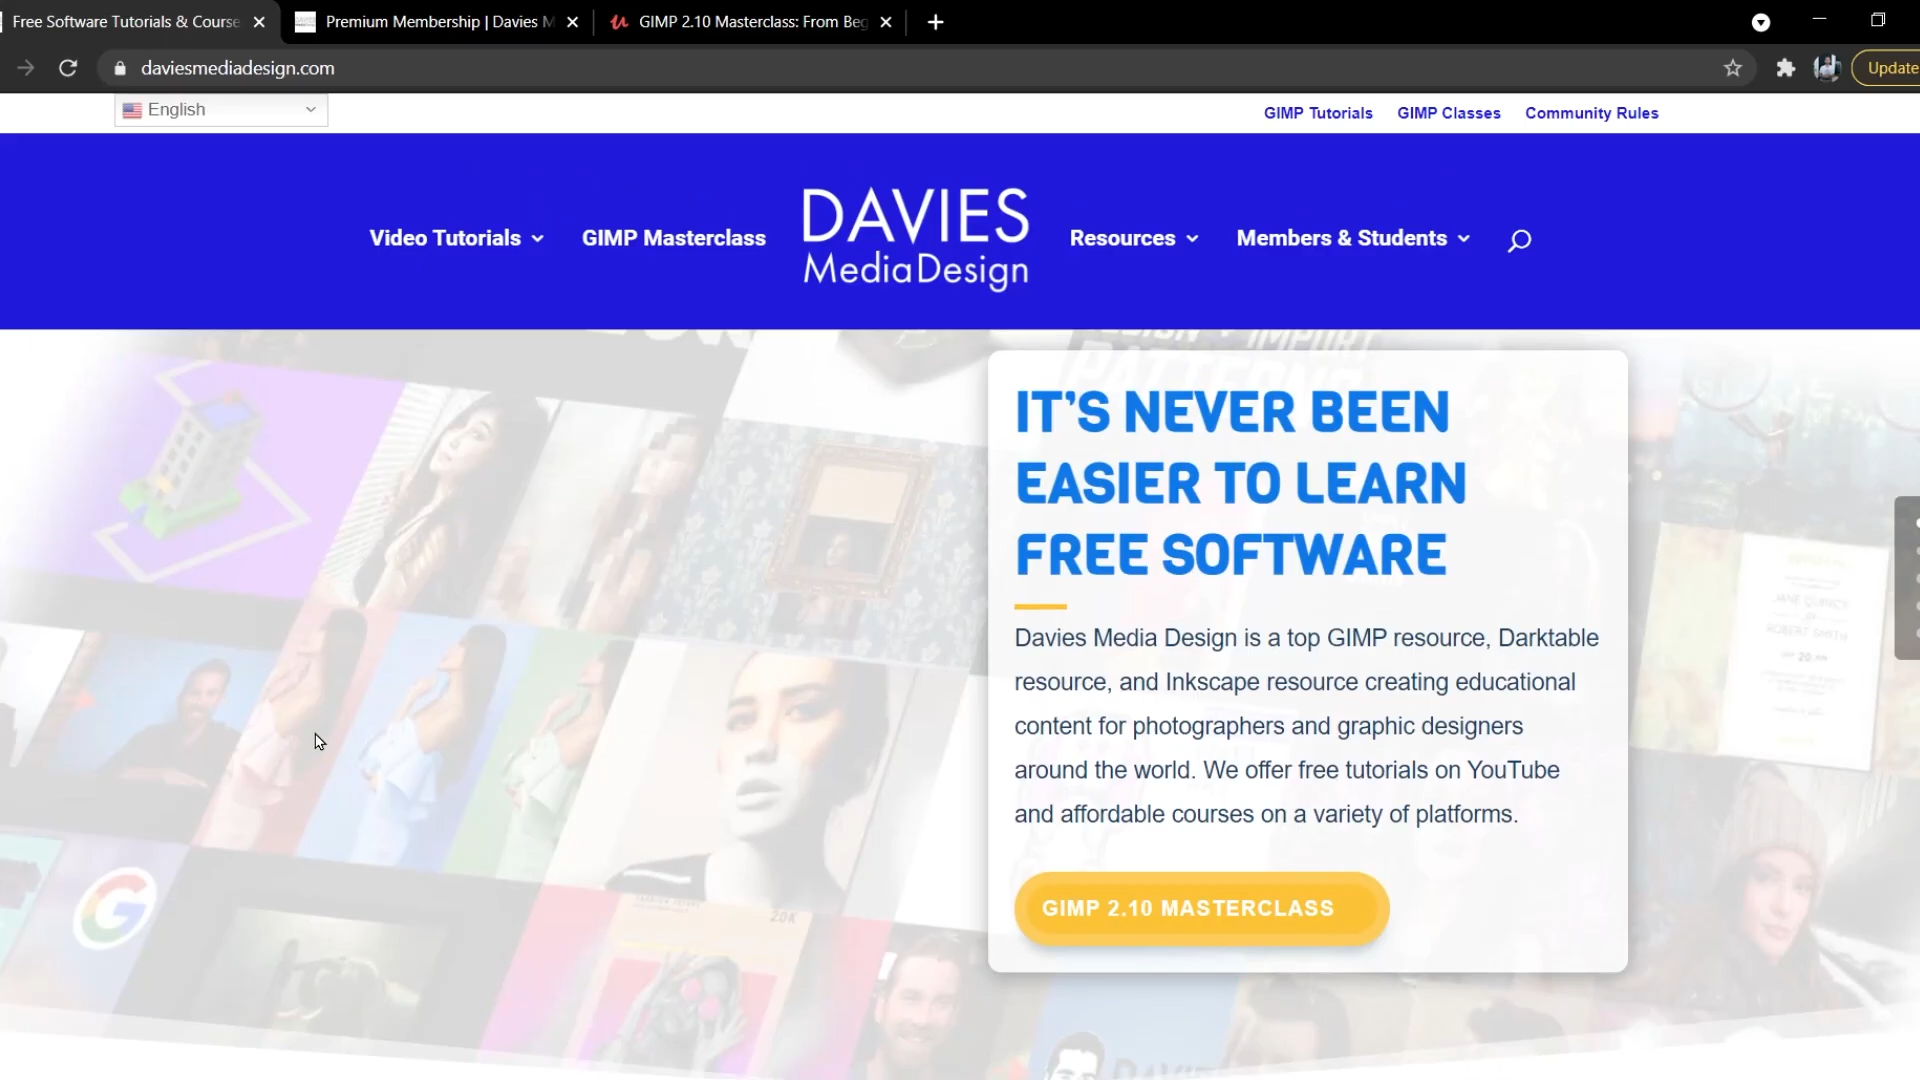 Free Software Tutorials & Course
Premium Membership | Davies M
GIMP 2.10 Masterclass: From Beg
daviesmediadesign.com
Update
English
GIMP Tutorials
GIMP Classes
Community Rules
Video Tutorials
GIMP Masterclass
DAVIES
MediaDesign
Resources
Members & Students
IT'S NEVER BEEN
EASIER TO LEARN
FREE SOFTWARE
Davies Media Design is a top GIMP resource, Darktable
resource, and Inkscape resource creating educational
content for photographers and graphic designers
around the world. We offer free tutorials on YouTube
and affordable courses on a variety of platforms.
GIMP 2.10 MASTERCLASS
20K